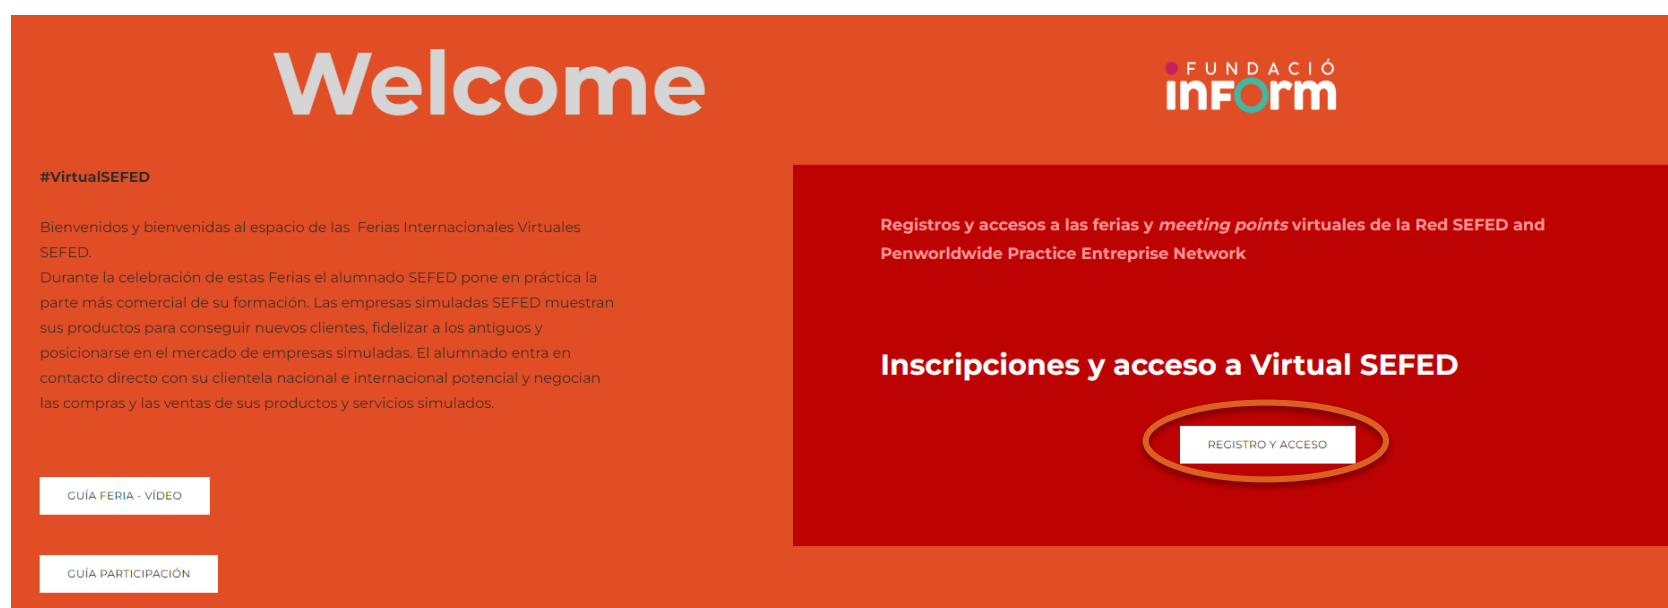 Welcome
FUNDACIÓ
inForm
#VirtualSEFED
Bienvenidos y bienvenidas al espacio de las Ferias Internacionales Virtuales
SEFED.
Durante la celebración de estas Ferias el alumnado SEFED pone en práctica la
parte más comercial de su formación. Las empresas simuladas SEFED muestran
sus productos para conseguir nuevos clientes, fidelizar a los antiguos y
posicionarse en el mercado de empresas simuladas. El alumnado entra en
contacto directo con su clientela nacional e internacional potencial y negocian
las compras y las ventas de sus productos y servicios simulados.
GUÍA FERIA - VÍDEO
GUÍA PARTICIPACIÓN
Registros y accesos a las ferias y meeting points virtuales de la Red SEFED and
Penworldwide Practice Entreprise Network
Inscripciones y acceso a Virtual SEFED
REGISTRO Y ACCESO